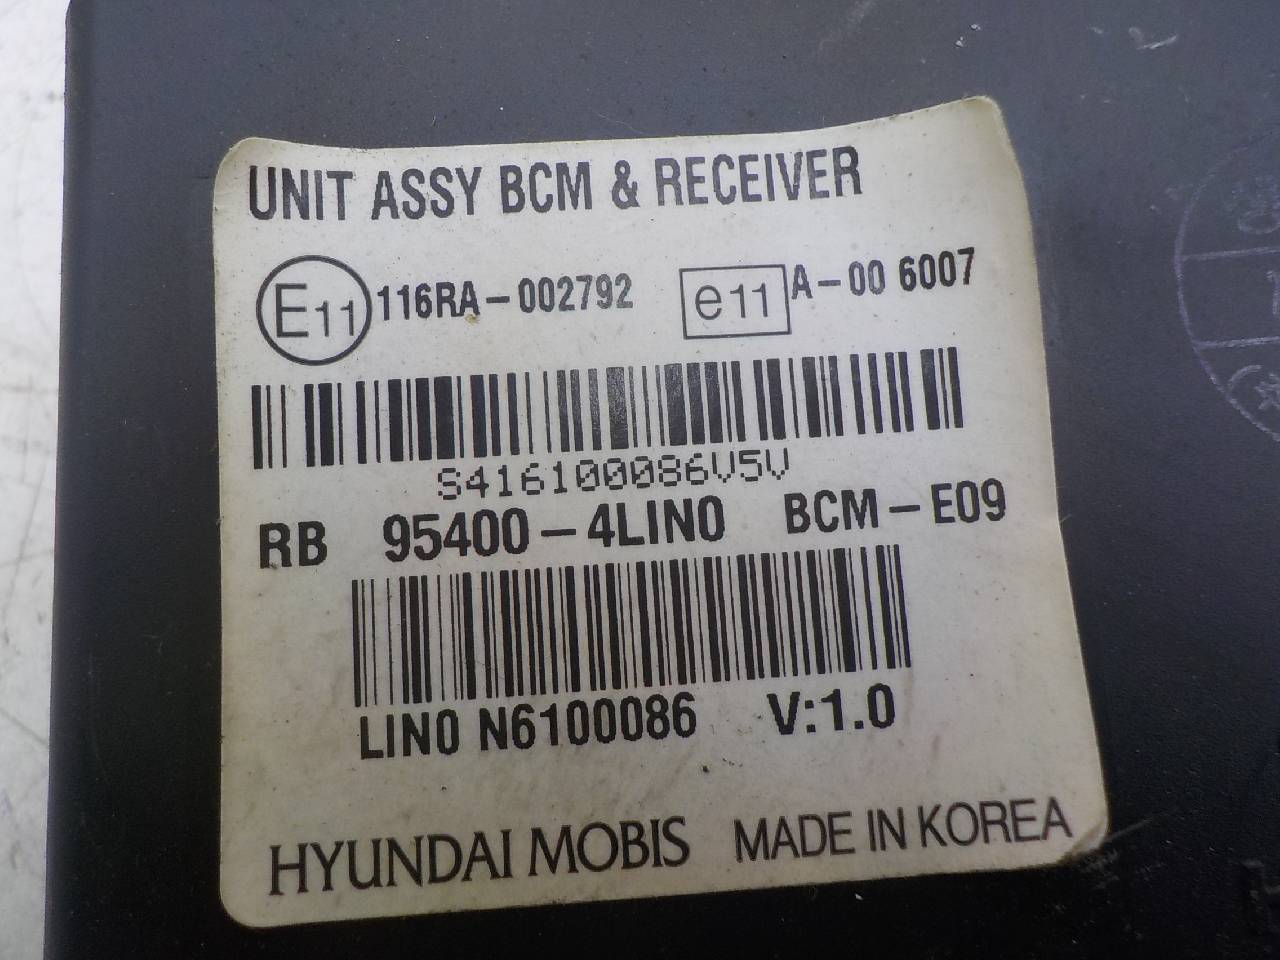 UNIT ASSY BCM & RECEIVER
E11 116RA-002792 e11 A-00 6007
S416100086V5V
RB 95400-4LIN0 BCM-E09
LIN0 N6100086 V:1.0
HYUNDAI MOBIS MADE IN KOREA